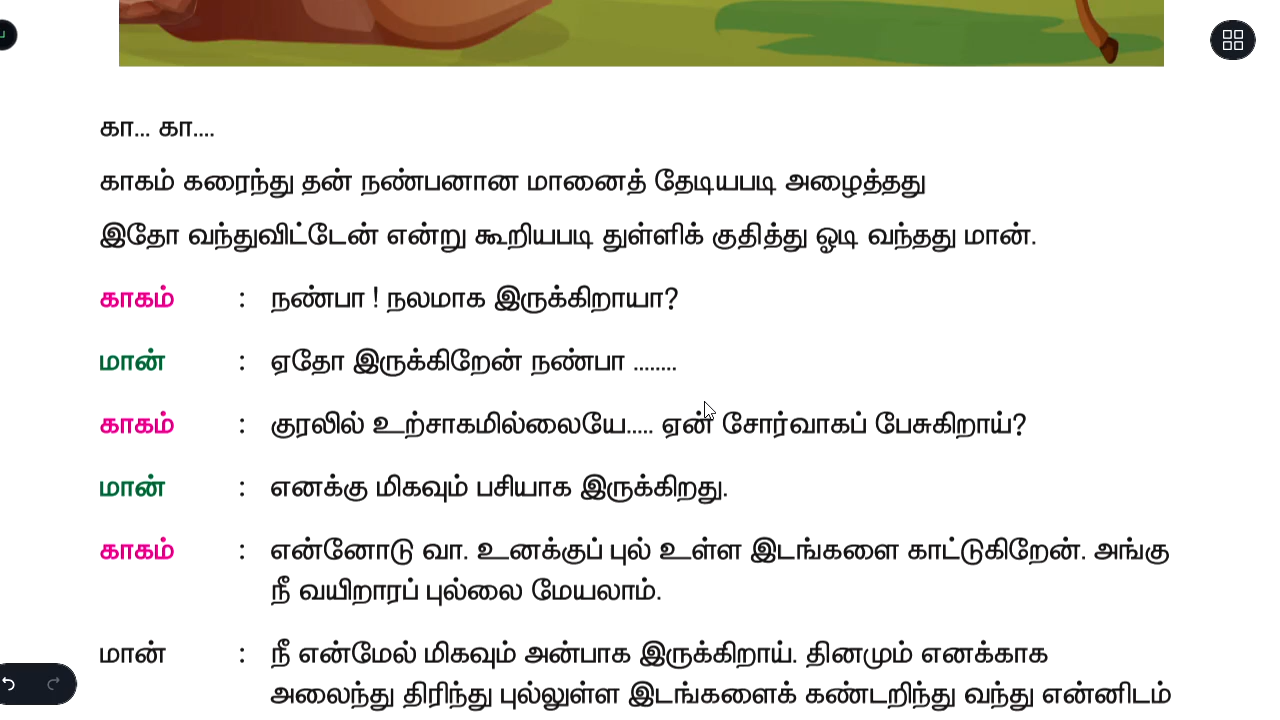 கா... கா....
காகம் கரைந்து தன் நண்பனான மானைத் தேடியபடி அழைத்தது
இதோ வந்துவிட்டேன் என்று கூறியபடி துள்ளிக் குதித்து ஓடி வந்தது மான்.
காகம் : நண்பா ! நலமாக இருக்கிறாயா?
மான் : ஏதோ இருக்கிறேன் நண்பா ........
காகம் : குரலில் உற்சாகமில்லையே..... ஏன் சோர்வாகப் பேசுகிறாய்?
மான் : எனக்கு மிகவும் பசியாக இருக்கிறது.
காகம் : என்னோடு வா. உனக்குப் புல் உள்ள இடங்களை காட்டுகிறேன். அங்கு
நீ வயிறாரப் புல்லை மேயலாம்.
மான் : நீ என்மேல் மிகவும் அன்பாக இருக்கிறாய். தினமும் எனக்காக
அலைந்து திரிந்து புல்லுள்ள இடங்களைக் கண்டறிந்து வந்து என்னிடம்